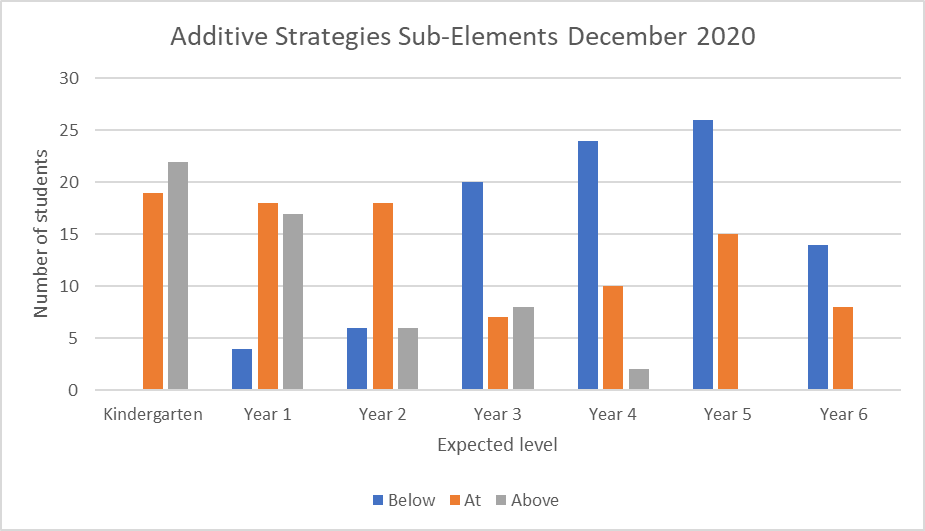 Additive Strategies Sub-Elements December 2020
30
25
20
15
10
5
0
Number of students
Kindergarten Year 1 Year 2 Year 3 Year 4 Year 5 Year 6
Expected level
Below At Above